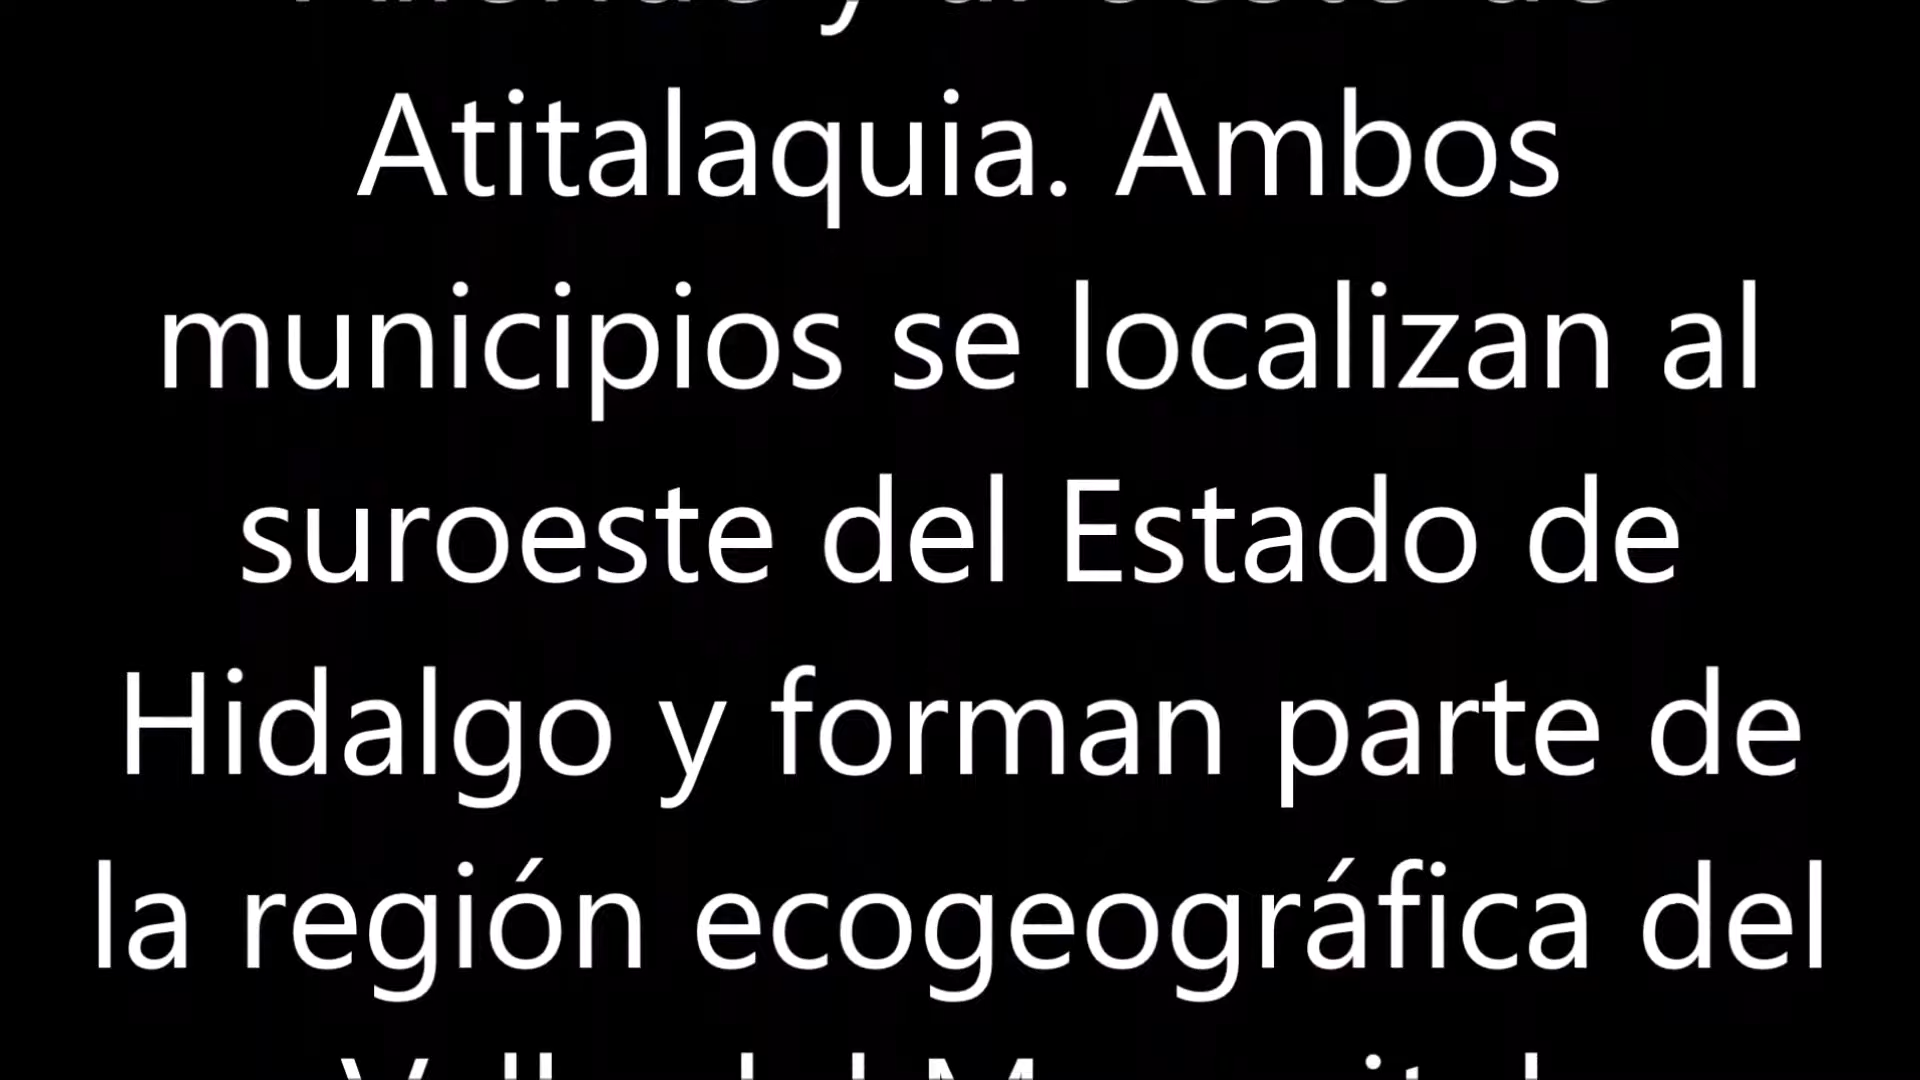 Atitalaquia. Ambos
municipios se localizan al
suroeste del Estado de
Hidalgo y forman parte de
la región ecogeográfica del